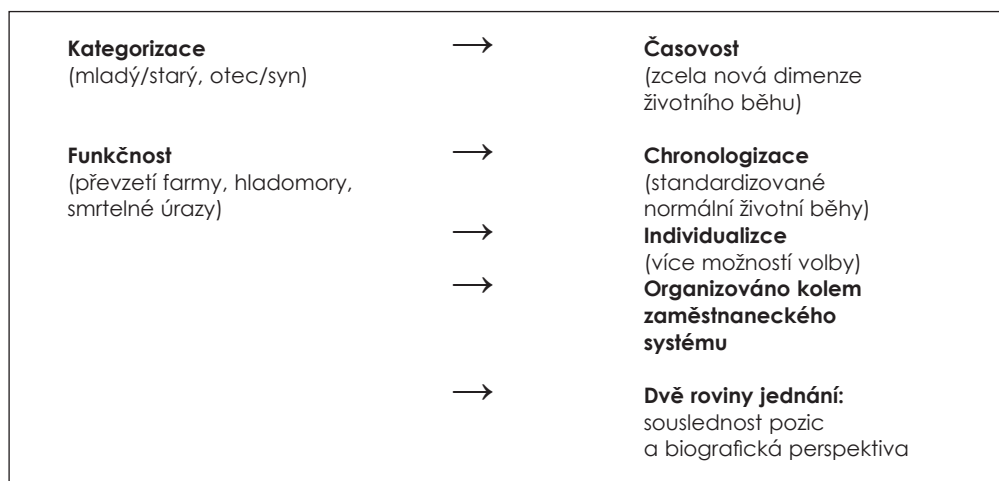 Kategorizace → Časovost
(mladý/starý, otec/syn) (zcela nová dimenze
životního běhu)
Funkčnost → Chronologizace
(převzetí farmy, hladomory, (standardizované
smrtelné úrazy) normální životní běhy)
→ Individualizce
(více možností volby)
→ Organizováno kolem
zaměstnaneckého
systému
→ Dvě roviny jednání:
souslednost pozic
a biografická perspektiva